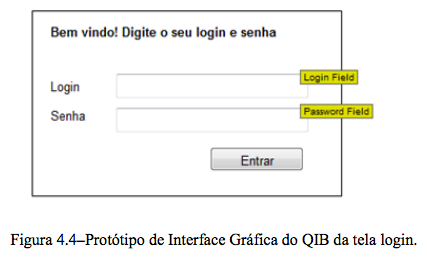 Bem vindo! Digite o seu login e senha
Login
Login Field
Senha
Password Field
Entrar
Figura 4.4–Protótipo de Interface Gráfica do QIB da tela login.